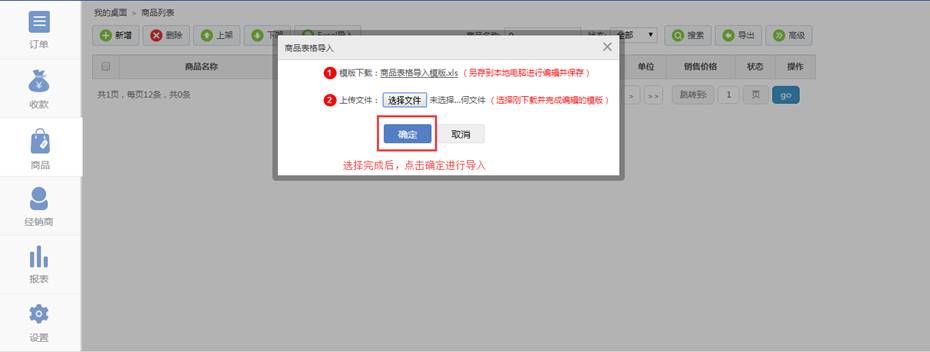 我的桌面 » 商品列表
订单
收款
商品
经销商
报表
设置
新增 删除 上架 下架 Excel导入 商品名称: 状态: 全部 搜索 导出 高级
商品名称 单位 销售价格 状态 操作
共1页，每页12条，共0条 > >> 跳转到: 1 页 go
商品表格导入
1 模版下载：商品表格导入模版.xls （另存到本地电脑进行编辑并保存）
2 上传文件： 选择文件 未选择...何文件 （选择刚下载并完成编辑的模版）
确定 取消
选择完成后，点击确定进行导入